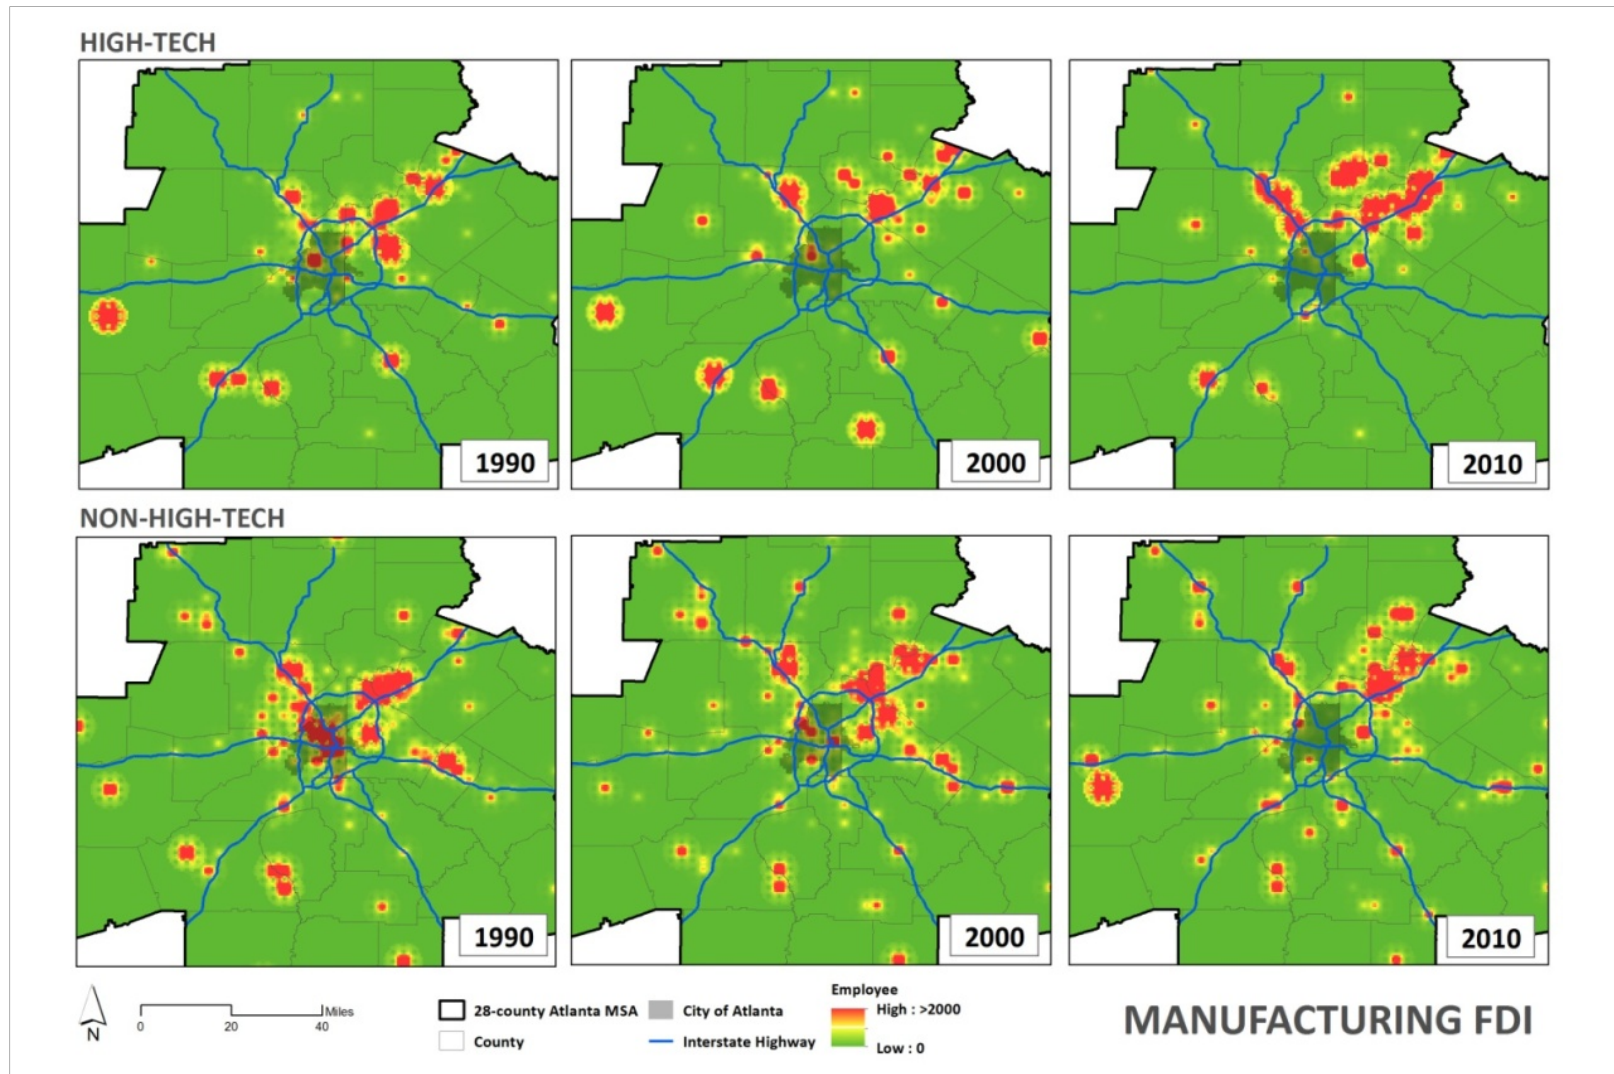 HIGH-TECH
1990
2000
2010
NON-HIGH-TECH
1990
2000
2010
N
0 20 40
Miles
28-county Atlanta MSA
County
City of Atlanta
Interstate Highway
Employee
High : >2000
Low : 0
MANUFACTURING FDI